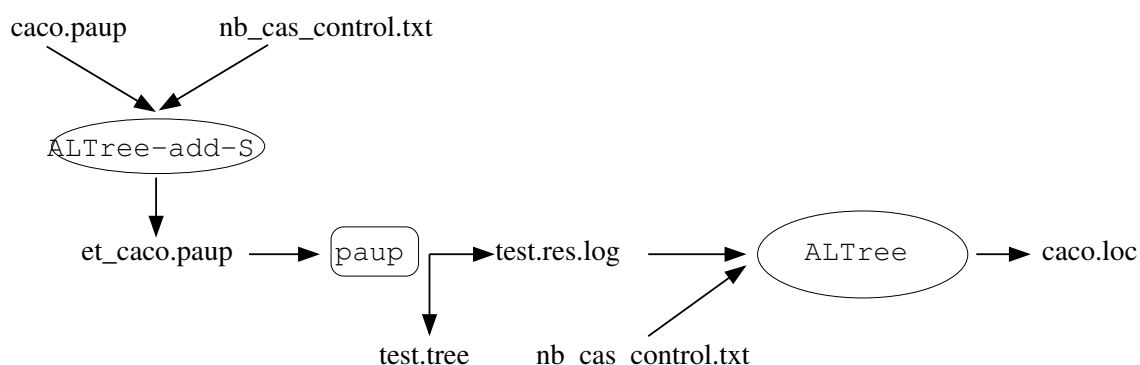 caco.paup nb_cas_control.txt
ALTree-add-S
et_caco.paup paup test.res.log ALTree caco.loc
test.tree nb cas control.txt